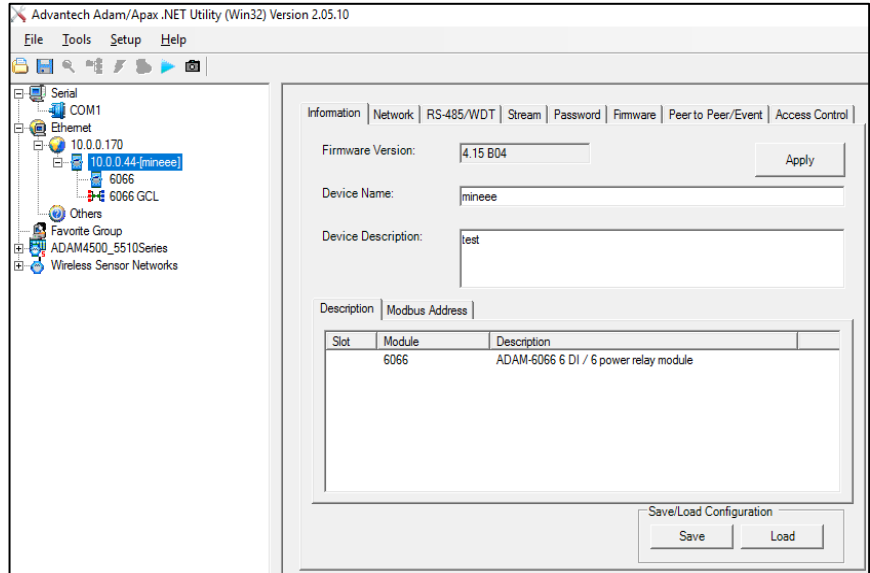 Advantech Adam/Apax .NET Utility (Win32) Version 2.05.10
File Tools Setup Help
Serial
COM1
Ethernet
10.0.0.170
10.0.0.44-[mineee]
6066
6066 GCL
Others
Favorite Group
ADAM4500_5510Series
Wireless Sensor Networks
Information Network RS-485/WDT Stream Password Firmware Peer to Peer/Event Access Control
Firmware Version: 4.15 B04
Apply
Device Name: mineee
Device Description: test
Description Modbus Address
Slot Module Description
6066 ADAM-6066 6 DI / 6 power relay module
Save/Load Configuration
Save Load